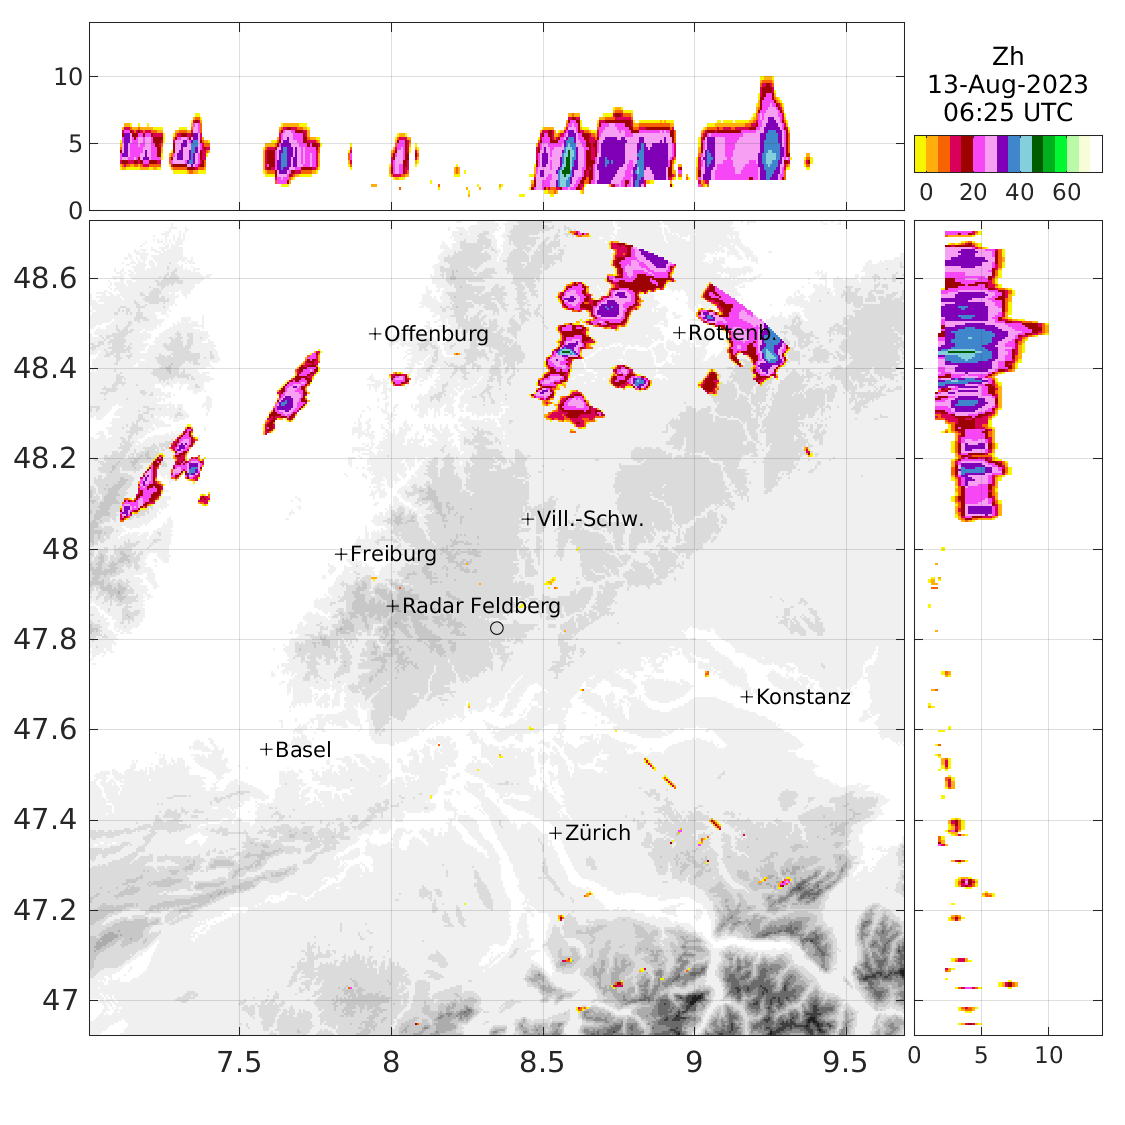 10
5
0
Zh
13-Aug-2023
06:25 UTC
0 20 40 60
48.6
48.4
48.2
48
47.8
47.6
47.4
47.2
47
+Offenburg
+Rottenb.
+Vill.-Schw.
+Freiburg
+Radar Feldberg
+Konstanz
+Basel
+Zürich
7.5 8 8.5 9 9.5
0 5 10